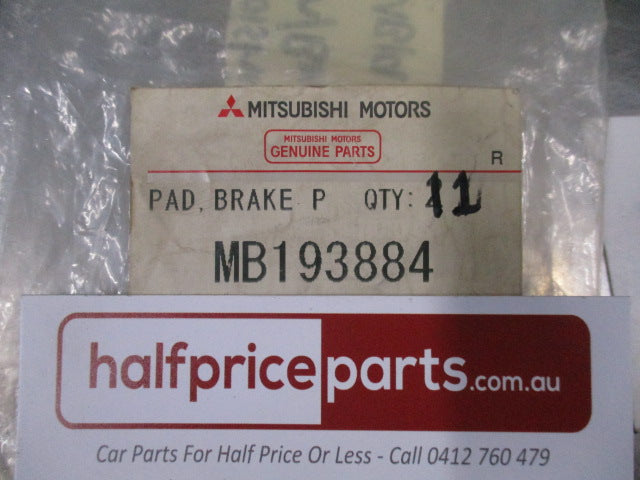 MITSUBISHI MOTORS
MITSUBISHI MOTORS
GENUINE PARTS
R
PAD, BRAKE P QTY: 11
MB193884
halfpriceparts.com.au
Car Parts For Half Price Or Less - Call 0412 760 479